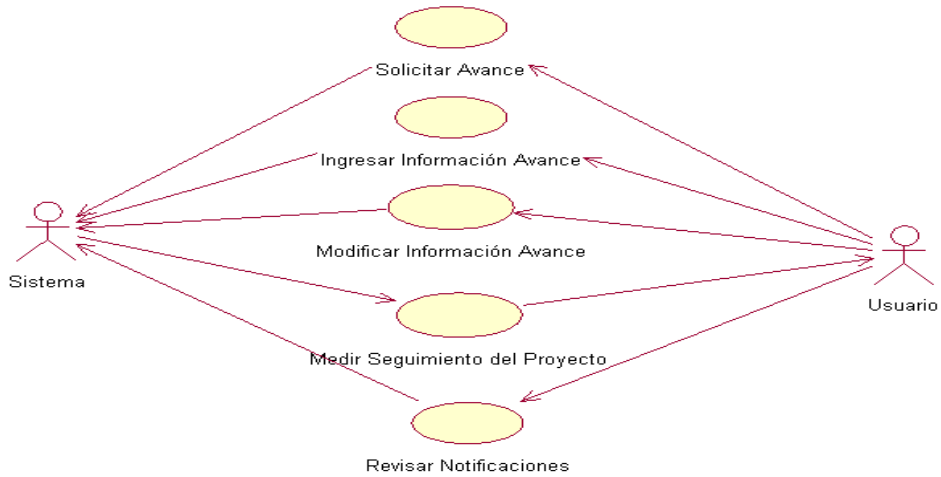 Solicitar Avance
Ingresar Información Avance
Modificar Información Avance
Sistema
Usuario
Medir Seguimiento del Proyecto
Revisar Notificaciones